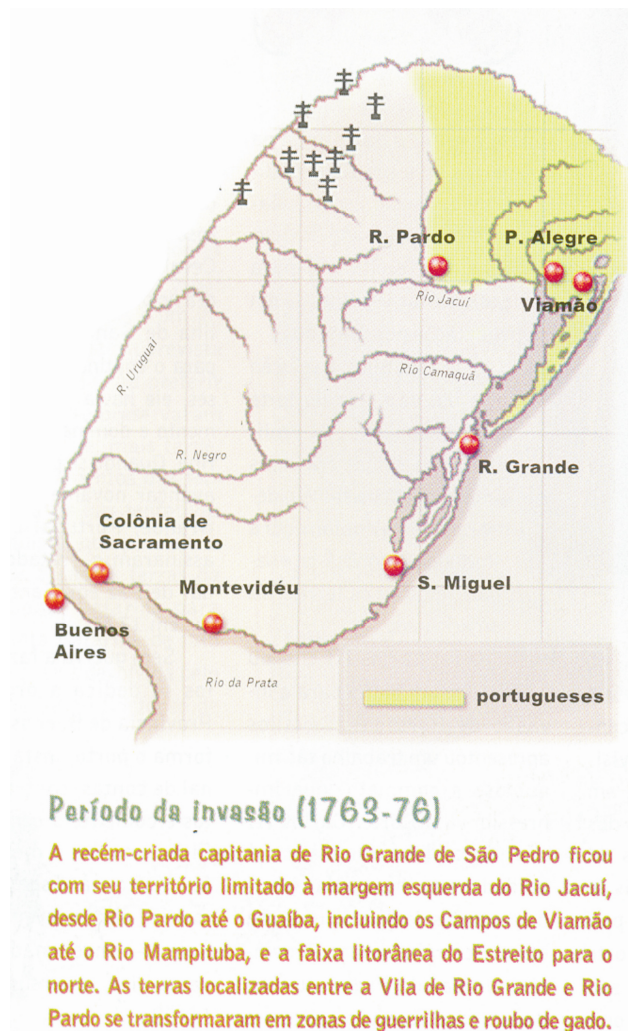 R. Pardo
P. Alegre
Rio Jacuí
Viamão
R. Uruguai
Rio Camaquã
R. Negro
R. Grande
Colônia de
Sacramento
Montevidéu
S. Miguel
Buenos
Aires
Rio da Prata
portugueses
Período da invasão (1763-76)
A recém-criada capitania de Rio Grande de São Pedro ficou
com seu território limitado à margem esquerda do Rio Jacuí,
desde Rio Pardo até o Guaíba, incluindo os Campos de Viamão
até o Rio Mampituba, e a faixa litorânea do Estreito para o
norte. As terras localizadas entre a Vila de Rio Grande e Rio
Pardo se transformaram em zonas de guerrilhas e roubo de gado.